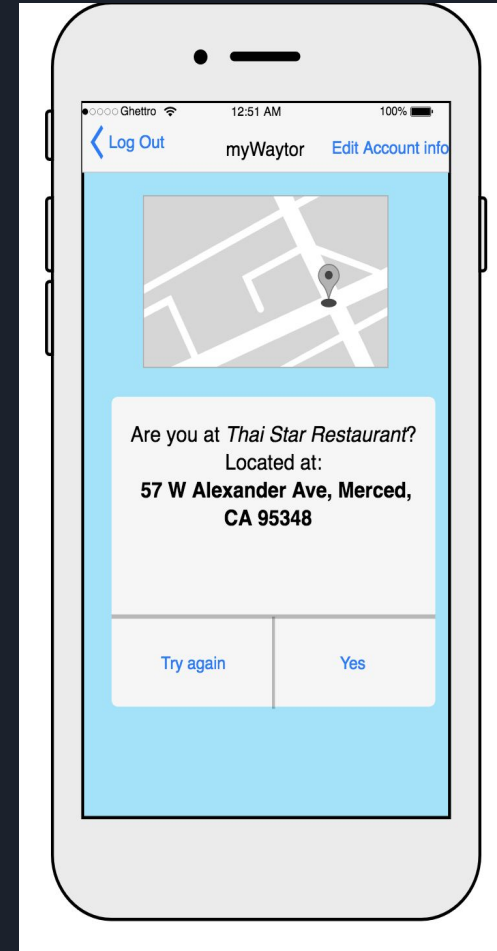 Ghettro 12:51 AM 100%
Log Out myWaytor Edit Account info
Are you at Thai Star Restaurant?
Located at:
57 W Alexander Ave, Merced,
CA 95348
Try again Yes